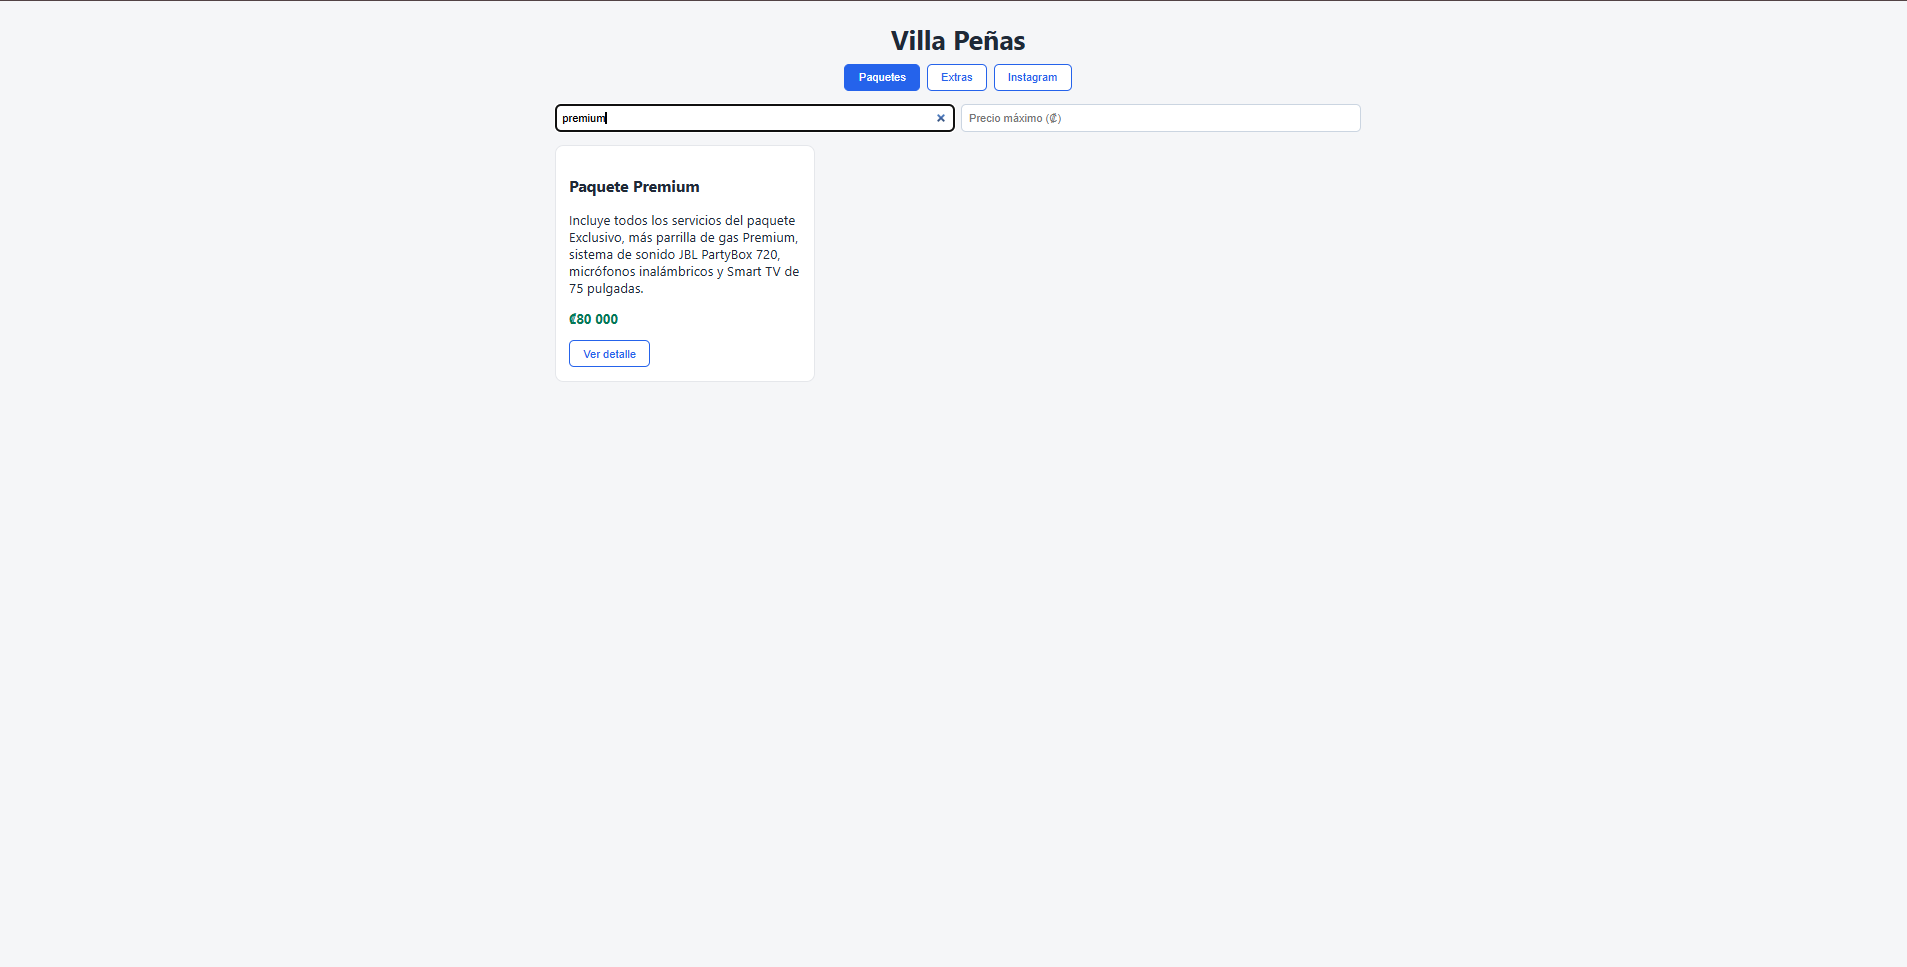 Villa Peñas
Paquetes Extras Instagram
premium × Precio máximo (₡)
Paquete Premium
Incluye todos los servicios del paquete
Exclusivo, más parrilla de gas Premium,
sistema de sonido JBL PartyBox 720,
micrófonos inalámbricos y Smart TV de
75 pulgadas.
₡80 000
Ver detalle